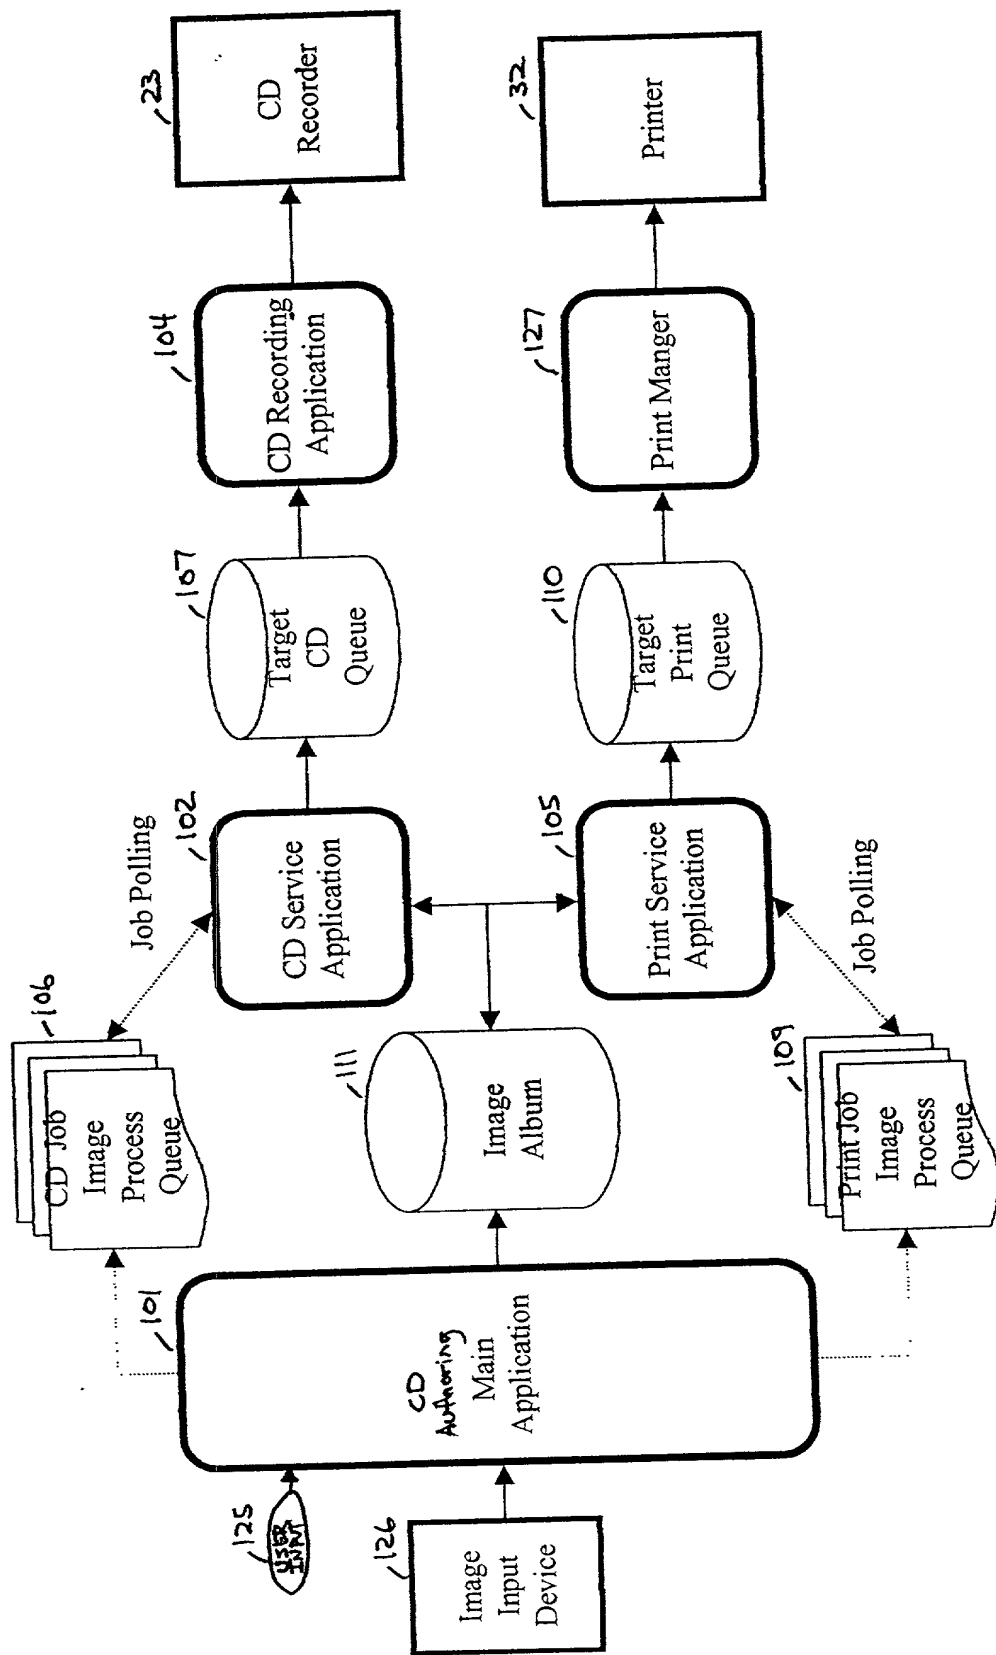 125
USER
INPUT
126
Image
Input
Device
101
CD
Authoring
Main
Application
106
CD Job
Image
Process
Queue
Job Polling
111
Image
Album
109
Print Job
Image
Process
Queue
Job Polling
102
CD Service
Application
105
Print Service
Application
107
Target
CD
Queue
110
Target
Print
Queue
104
CD Recording
Application
127
Print Manger
23
CD
Recorder
32
Printer